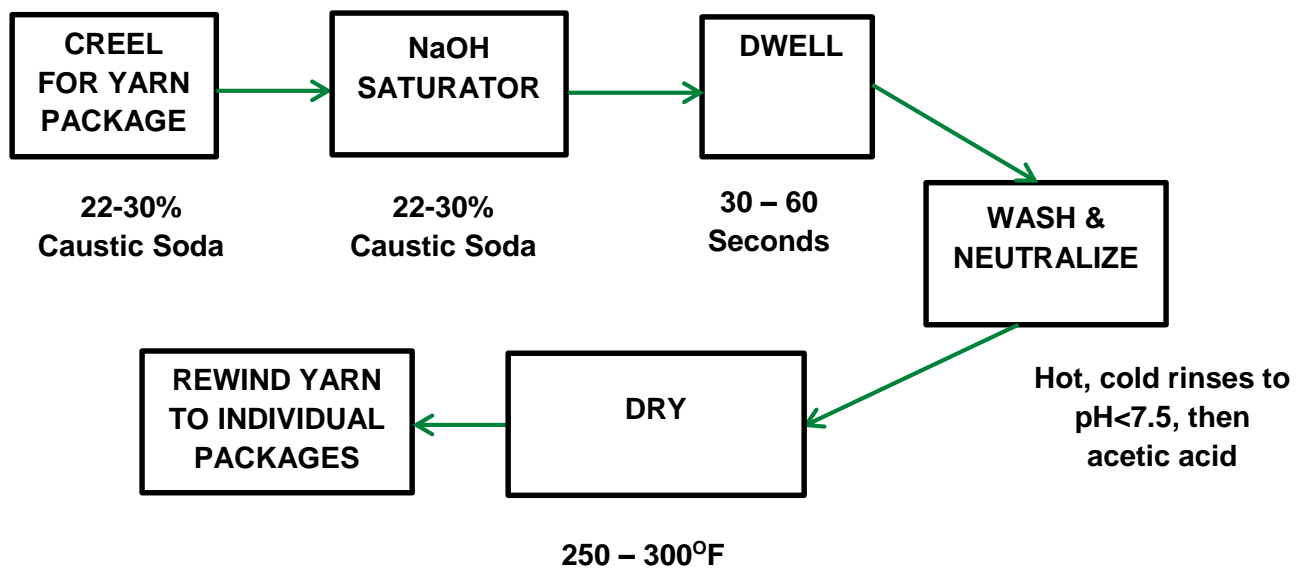 CREEL
FOR YARN
PACKAGE
22-30%
Caustic Soda
NaOH
SATURATOR
22-30%
Caustic Soda
DWELL
30 – 60
Seconds
WASH &
NEUTRALIZE
Hot, cold rinses to
pH<7.5, then
acetic acid
DRY
250 – 300ºF
REWIND YARN
TO INDIVIDUAL
PACKAGES